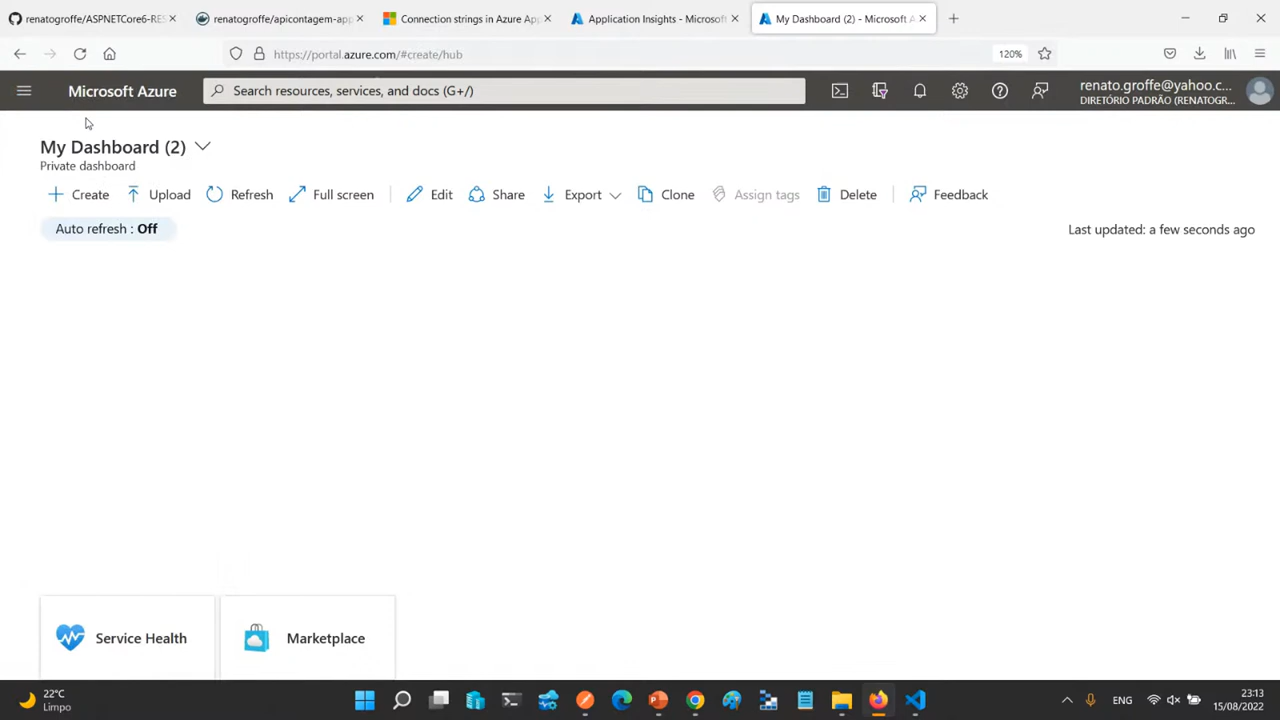 renatogroffe/ASPNETCore6-RES
renatogroffe/apicontagem-app
Connection strings in Azure Ap
Application Insights - Microsoft
My Dashboard (2) - Microsoft A
https://portal.azure.com/#create/hub
120%
Microsoft Azure
Search resources, services, and docs (G+/)
renato.groffe@yahoo.c...
DIRETÓRIO PADRÃO (RENATOGR...
My Dashboard (2)
Private dashboard
Create Upload Refresh Full screen Edit Share Export Clone Assign tags Delete Feedback
Auto refresh : Off
Last updated: a few seconds ago
Service Health
Marketplace
22°C
Limpo
ENG
23:13
15/08/2022